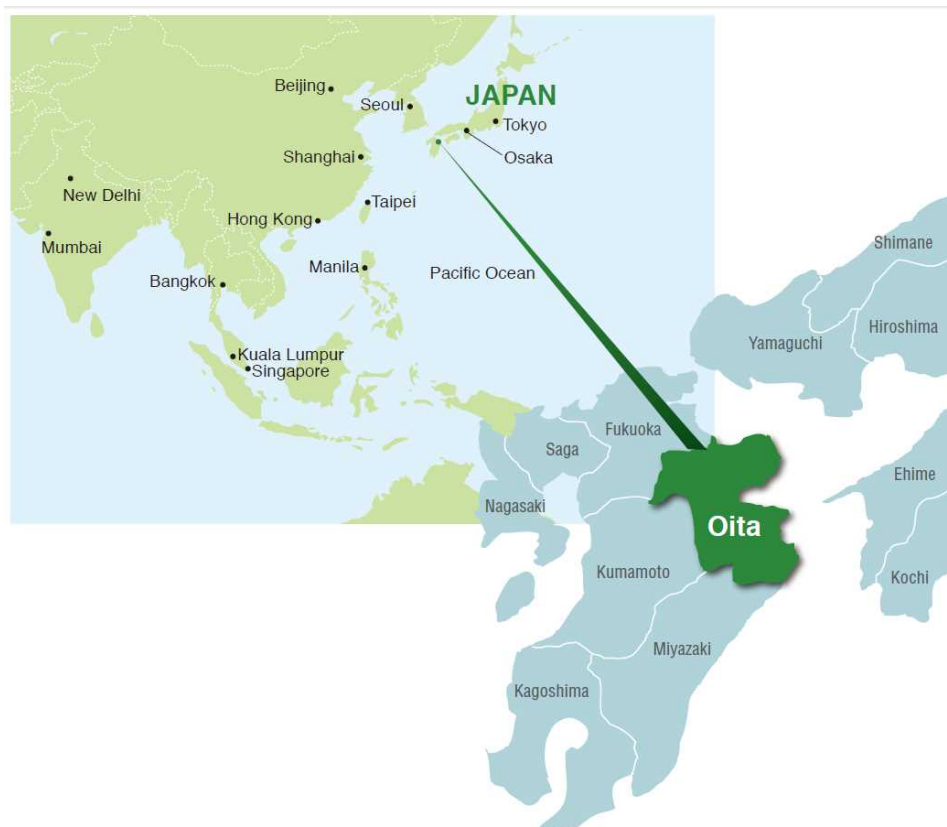 Beijing
Seoul
JAPAN
Tokyo
Osaka
Shanghai
New Delhi
Taipei
Hong Kong
Mumbai
Manila
Pacific Ocean
Bangkok
Kuala Lumpur
Singapore
Shimane
Hiroshima
Yamaguchi
Fukuoka
Saga
Ehime
Nagasaki
Oita
Kumamoto
Kochi
Miyazaki
Kagoshima